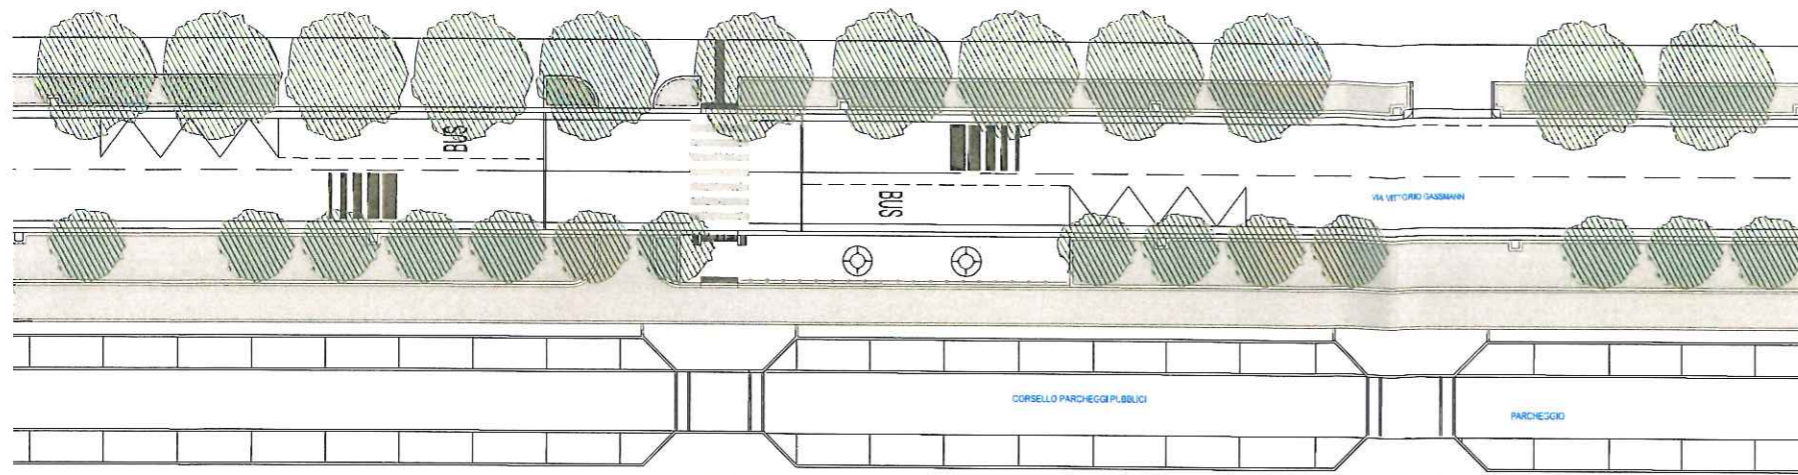 BUS
BUS
VIA VITTORIO GASSMANN
CORSELLO PARCHEGGI PUBBLICI
PARCHEGGIO